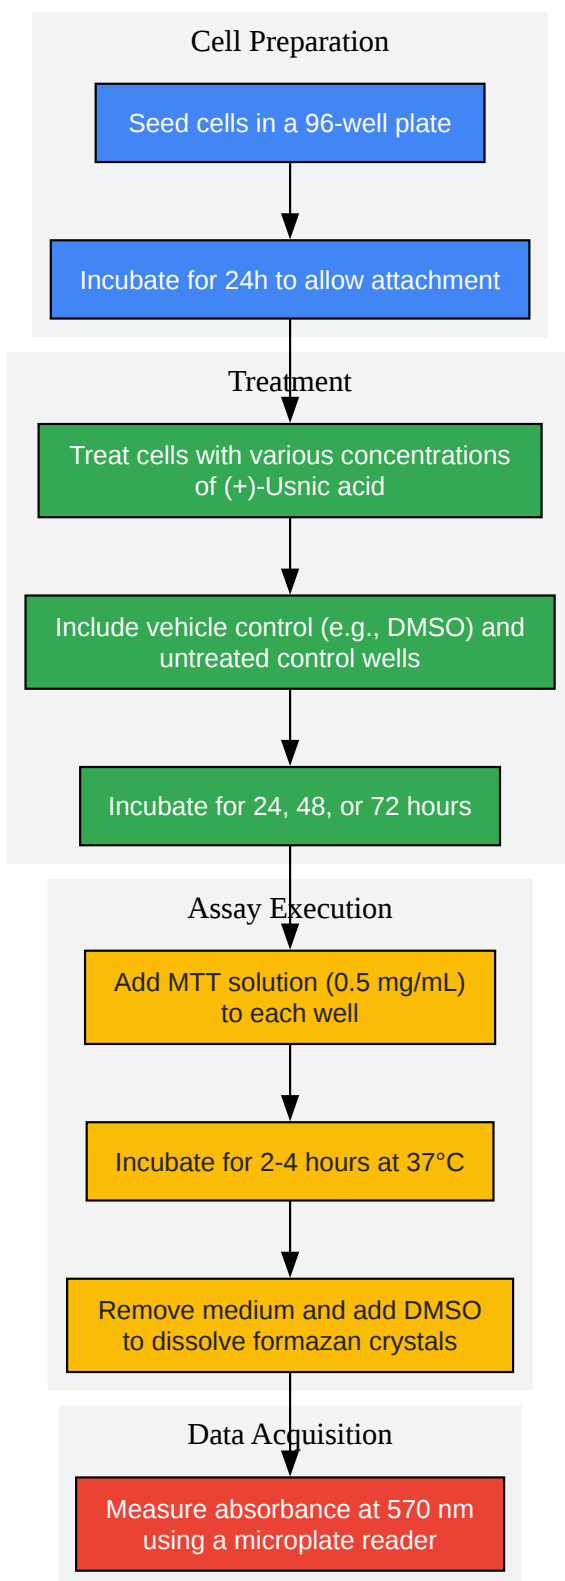 Cell Preparation
Seed cells in a 96-well plate
Incubate for 24h to allow attachment
Treatment
Treat cells with various concentrations
of (+)-Usnic acid
Include vehicle control (e.g., DMSO) and
untreated control wells
Incubate for 24, 48, or 72 hours
Assay Execution
Add MTT solution (0.5 mg/mL)
to each well
Incubate for 2-4 hours at 37°C
Remove medium and add DMSO
to dissolve formazan crystals
Data Acquisition
Measure absorbance at 570 nm
using a microplate reader